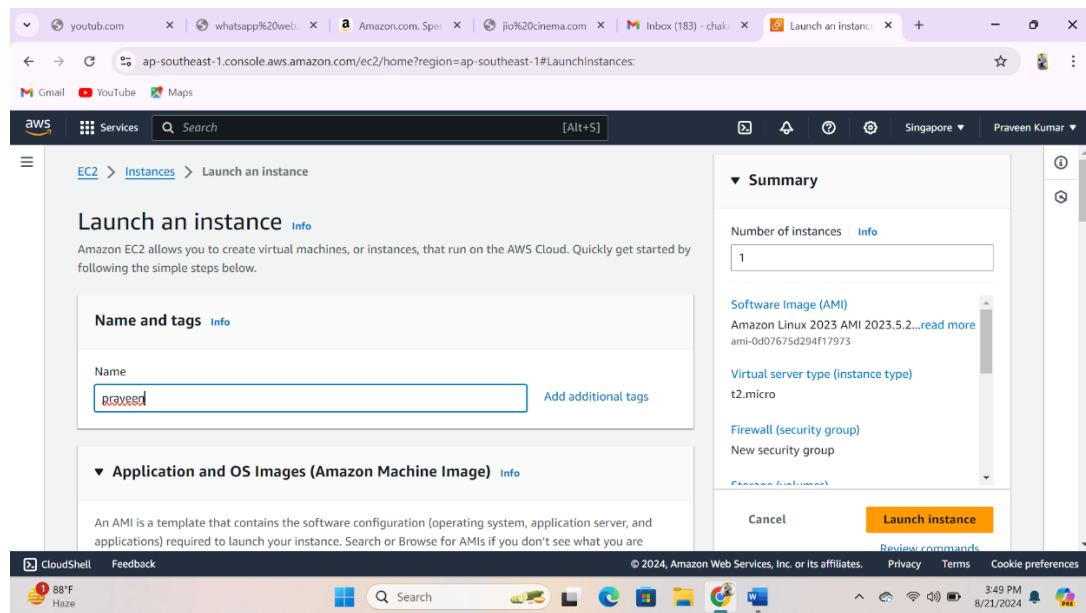 youtub.com
whatsapp%20web.
Amazon.com. Spe
jio%20cinema.com
Inbox (183) - chak
Launch an instance
ap-southeast-1.console.aws.amazon.com/ec2/home?region=ap-southeast-1#LaunchInstances:
Gmail YouTube Maps
aws Services Search [Alt+S] Singapore Praveen Kumar
EC2 > Instances > Launch an instance
Launch an instance Info
Amazon EC2 allows you to create virtual machines, or instances, that run on the AWS Cloud. Quickly get started by
following the simple steps below.
Name and tags Info
Name
praveen
Add additional tags
Application and OS Images (Amazon Machine Image) Info
An AMI is a template that contains the software configuration (operating system, application server, and
applications) required to launch your instance. Search or Browse for AMIs if you don't see what you are
Summary
Number of instances Info
1
Software Image (AMI)
Amazon Linux 2023 AMI 2023.5.2...read more
ami-0d07675d294f17973
Virtual server type (instance type)
t2.micro
Firewall (security group)
New security group
Storage (volumes)
Cancel Launch instance
Review commands
CloudShell Feedback © 2024, Amazon Web Services, Inc. or its affiliates. Privacy Terms Cookie preferences
1
88°F
Haze
Search
3:49 PM
8/21/2024
PRE